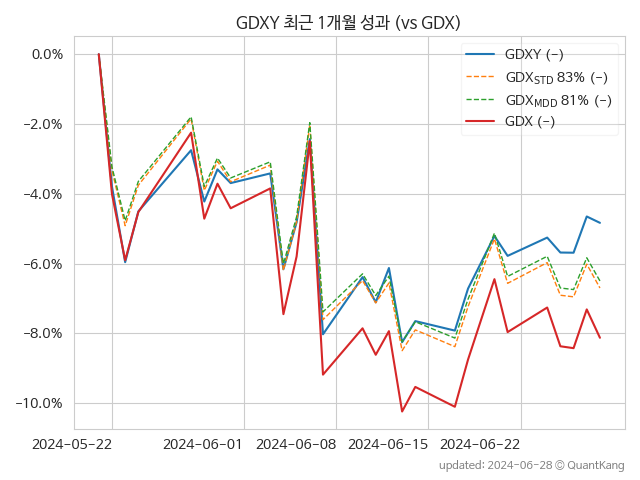 GDXY 최근 1개월 성과 (vs GDX)
0.0%
−2.0%
−4.0%
−6.0%
−8.0%
−10.0%
GDXY (-)
GDX_STD 83% (-)
GDX_MDD 81% (-)
GDX (-)
2024-05-22 2024-06-01 2024-06-08 2024-06-15 2024-06-22
updated: 2024-06-28 © QuantKang